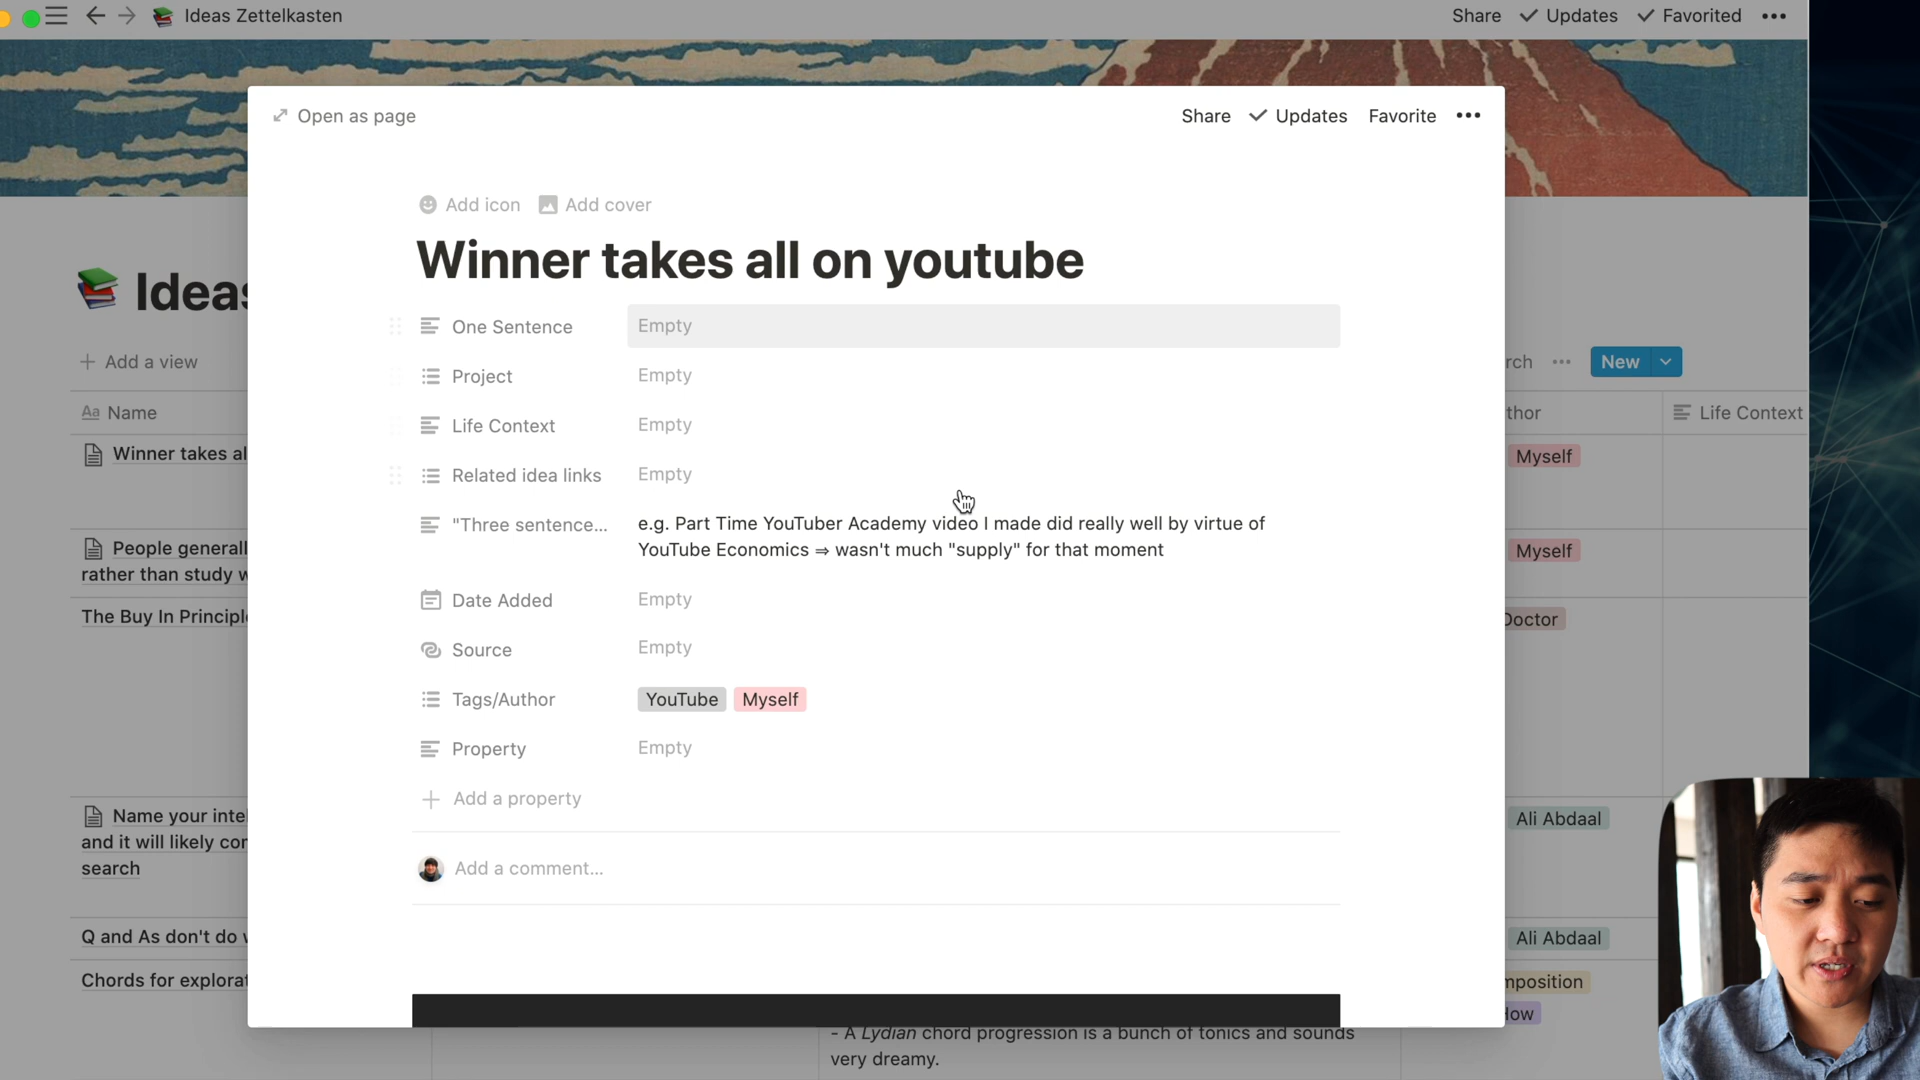 Ideas Zettelkasten
Share
Updates
Favorited
Open as page
Share
Updates
Favorite
Add icon
Add cover
Winner takes all on youtube
Ideas
One Sentence
Empty
Project
Empty
Life Context
Empty
Related idea links
Empty
"Three sentence...
e.g. Part Time YouTuber Academy video I made did really well by virtue of
YouTube Economics ⇒ wasn't much "supply" for that moment
Date Added
Empty
Source
Empty
Tags/Author
YouTube
Myself
Property
Empty
Add a property
Add a comment...
Add a view
New
Aa Name
Life Context
Winner takes al
Myself
People generall
rather than study w
Myself
The Buy In Principl
Doctor
Name your inte
and it will likely co
search
Ali Abdaal
Q and As don't do
Ali Abdaal
Chords for explora
mposition
How
- A Lydian chord progression is a bunch of tonics and sounds
very dreamy.